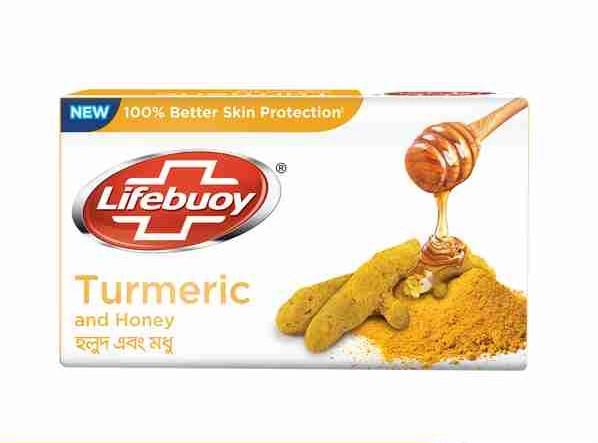 NEW 100% Better Skin Protection
Lifebuoy ®
Turmeric
and Honey
হলুদ এবং মধু